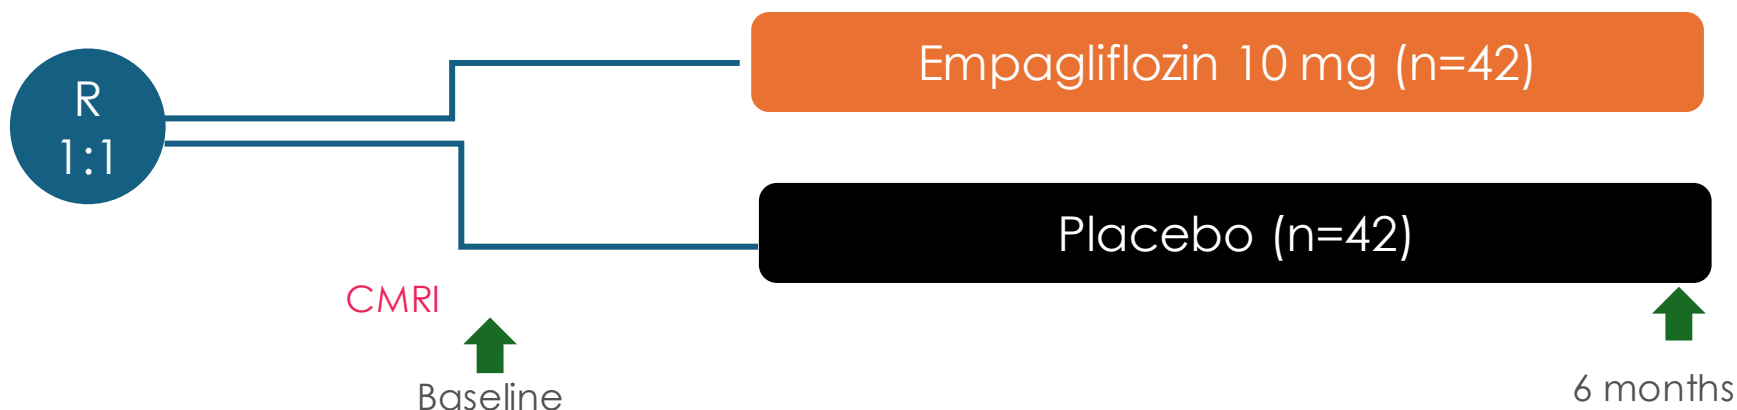 R
1:1
Empagliflozin 10 mg (n=42)
Placebo (n=42)
CMRI
Baseline
6 months